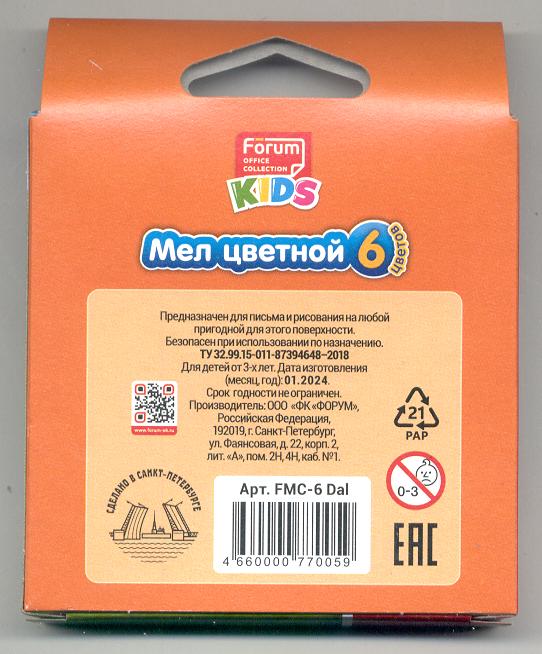 Forum
OFFICE
COLLECTION
KIDS
Мел цветной 6 цветов
Предназначен для письма и рисования на любой
пригодной для этого поверхности.
Безопасен при использовании по назначению.
ТУ 32.99.15-011-87394648–2018
Для детей от 3-х лет. Дата изготовления
(месяц, год): 01.2024.
Срок годности не ограничен.
Производитель: ООО «ФК «ФОРУМ»,
Российская Федерация,
192019, г. Санкт-Петербург,
ул. Фаянсовая, д. 22, корп. 2,
лит. «А», пом. 2Н, 4Н, каб. №1.
www.forum-ok.ru
21
PAP
0-3
СДЕЛАНО В САНКТ-ПЕТЕРБУРГЕ
Арт. FMC-6 Dal
4 660000 770059
EAC